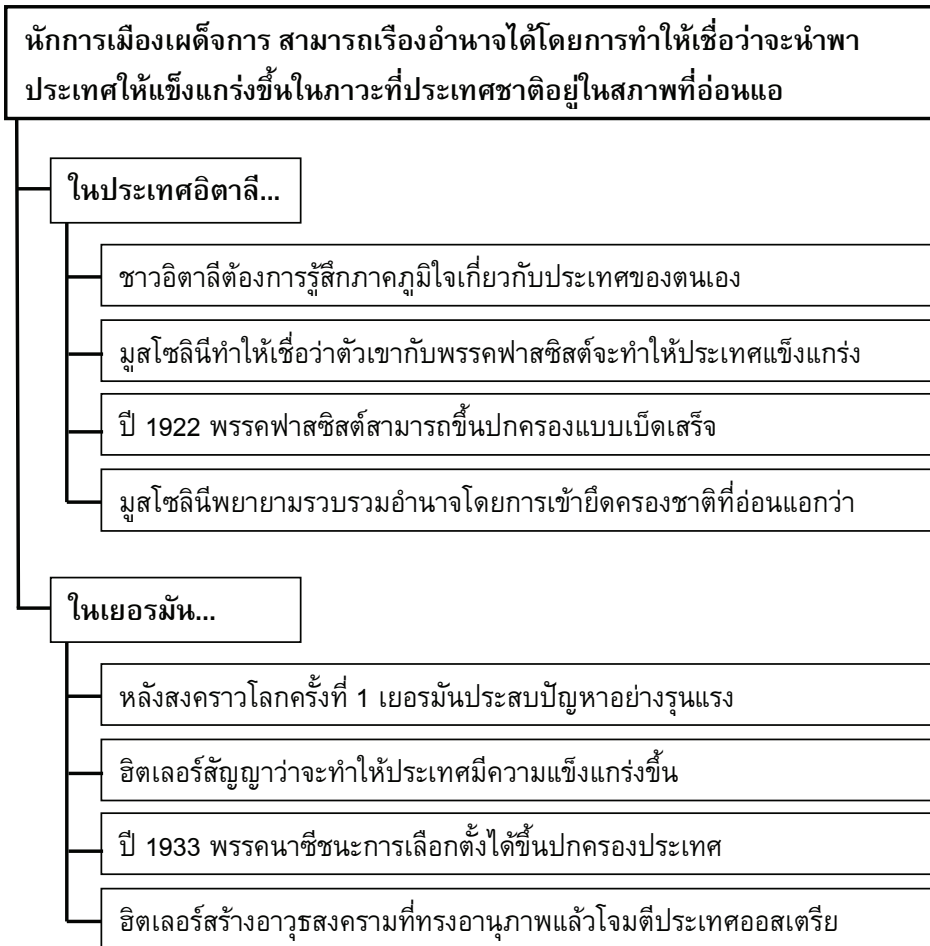 นักการเมืองเผด็จการ สามารถเรืองอำนาจได้โดยการทำให้เชื่อว่าจะนำพา
ประเทศให้แข็งแกร่งขึ้นในภาวะที่ประเทศชาติอยู่ในสภาพที่อ่อนแอ
ในประเทศอิตาลี...
ชาวอิตาลีต้องการรู้สึกภาคภูมิใจเกี่ยวกับประเทศของตนเอง
มูสโซลินีทำให้เชื่อว่าตัวเขากับพรรคฟาสซิสต์จะทำให้ประเทศแข็งแกร่ง
ปี 1922 พรรคฟาสซิสต์สามารถขึ้นปกครองแบบเบ็ดเสร็จ
มูสโซลินีพยายามรวบรวมอำนาจโดยการเข้ายึดครองชาติที่อ่อนแอกว่า
ในเยอรมัน...
หลังสงคราวโลกครั้งที่ 1 เยอรมันประสบปัญหาอย่างรุนแรง
ฮิตเลอร์สัญญาว่าจะทำให้ประเทศมีความแข็งแกร่งขึ้น
ปี 1933 พรรคนาซีชนะการเลือกตั้งได้ขึ้นปกครองประเทศ
ฮิตเลอร์สร้างอาวุธสงครามที่ทรงอานุภาพแล้วโจมตีประเทศออสเตรีย